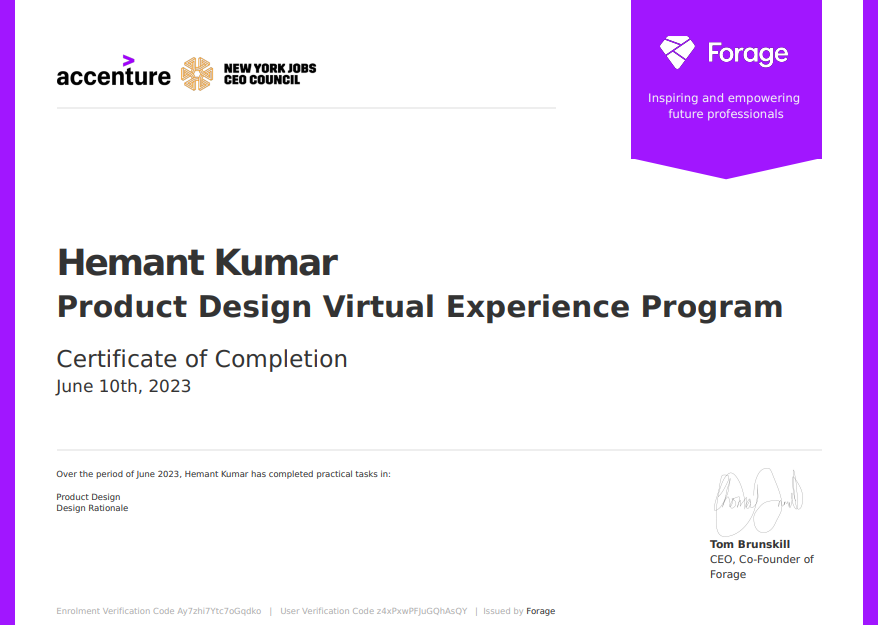 accenture
NEW YORK JOBS
CEO COUNCIL
Forage
Inspiring and empowering
future professionals
Hemant Kumar
Product Design Virtual Experience Program
Certificate of Completion
June 10th, 2023
Over the period of June 2023, Hemant Kumar has completed practical tasks in:
Product Design
Design Rationale
Tom Brunskill
CEO, Co-Founder of
Forage
Enrolment Verification Code Ay7zhi7Ytc7oGqdko | User Verification Code z4xPxwPFJuGQhAsQY | Issued by Forage